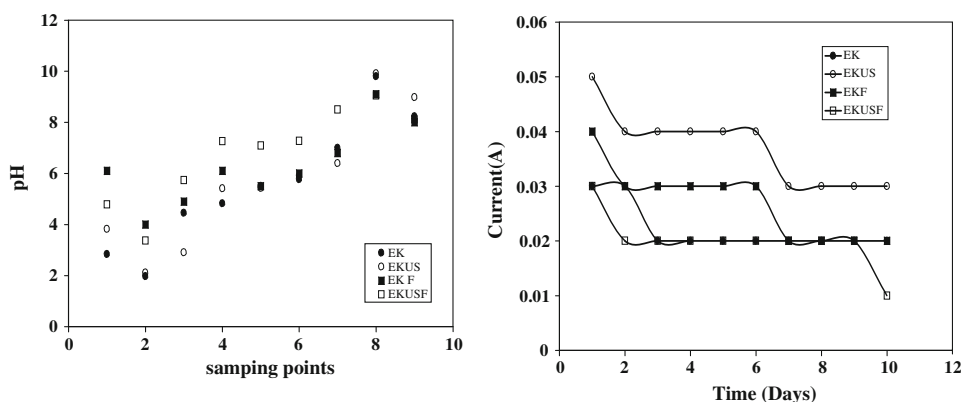 12
10
8
6
4
2
0
pH
0 2 4 6 8 10
samping points
EK
EKUS
EK F
EKUSF
0.06
0.05
0.04
0.03
0.02
0.01
0
Current(A)
0 2 4 6 8 10 12
Time (Days)
EK
EKUS
EKF
EKUSF